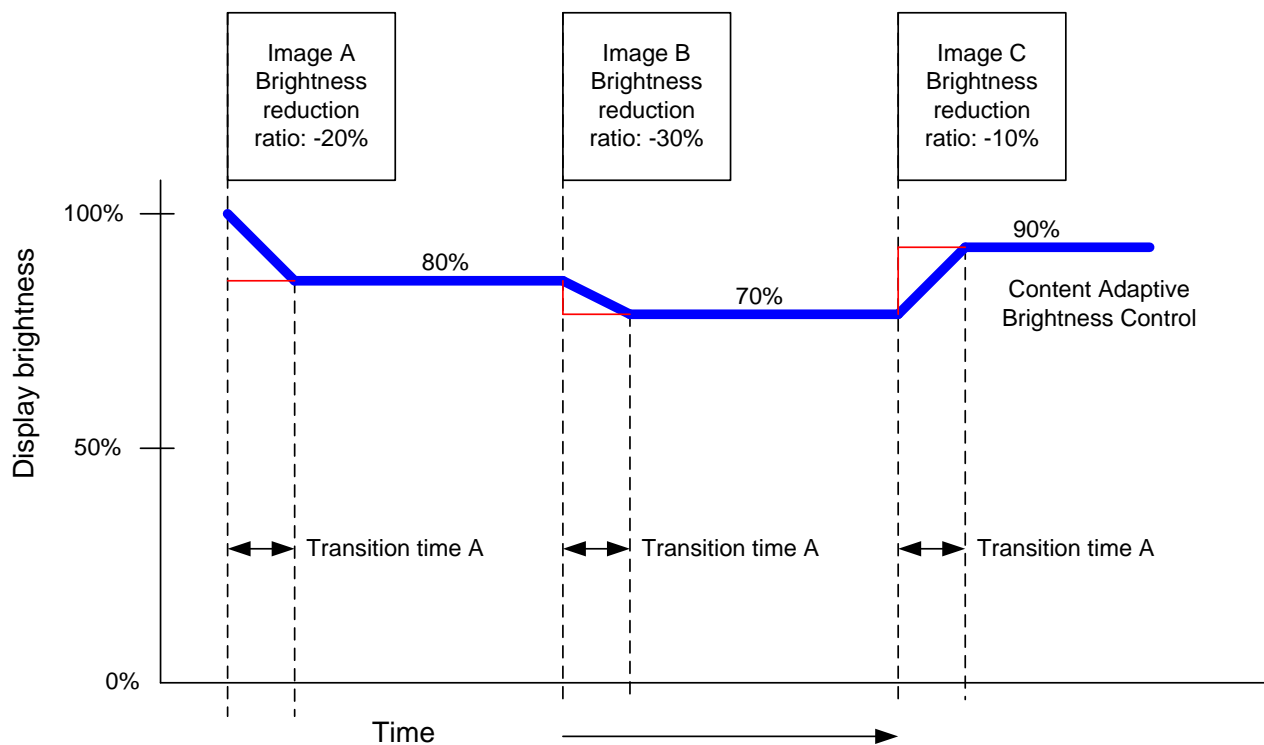 Image A
Brightness
reduction
ratio: -20%
Image B
Brightness
reduction
ratio: -30%
Image C
Brightness
reduction
ratio: -10%
100%
80%
70%
90%
Content Adaptive
Brightness Control
Display brightness
50%
Transition time A
Transition time A
Transition time A
0%
Time